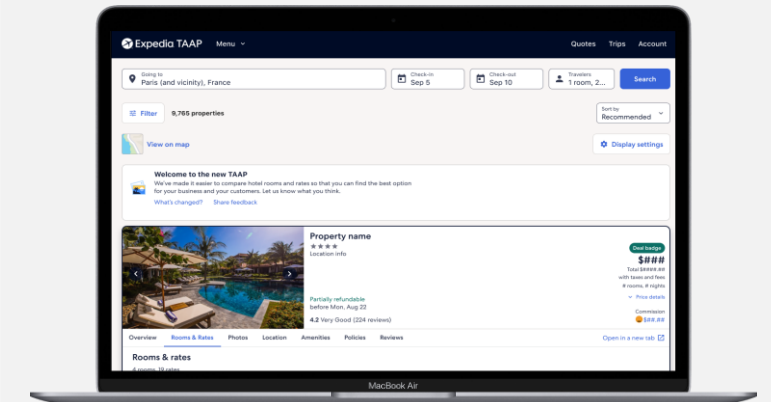 Expedia TAAP Menu Quotes Trips Account
Going to
Paris (and vicinity), France
Check-in
Sep 5
Check-out
Sep 10
Travelers
1 room, 2...
Search
Filter 9,765 properties
Sort by
Recommended
View on map
Display settings
Welcome to the new TAAP
We've made it easier to compare hotel rooms and rates so that you can find the best option
for your business and your customers. Let us know what you think.
What's changed? Share feedback
Property name
Location info
Partially refundable
before Mon, Aug 22
4.2 Very Good (224 reviews)
Deal badge
$###
Total $####.##
with taxes and fees
# rooms, # nights
Price details
Commission
$##.##
Overview Rooms & Rates Photos Location Amenities Policies Reviews
Open in a new tab
Rooms & rates
4 rooms, 19 rates
MacBook Air